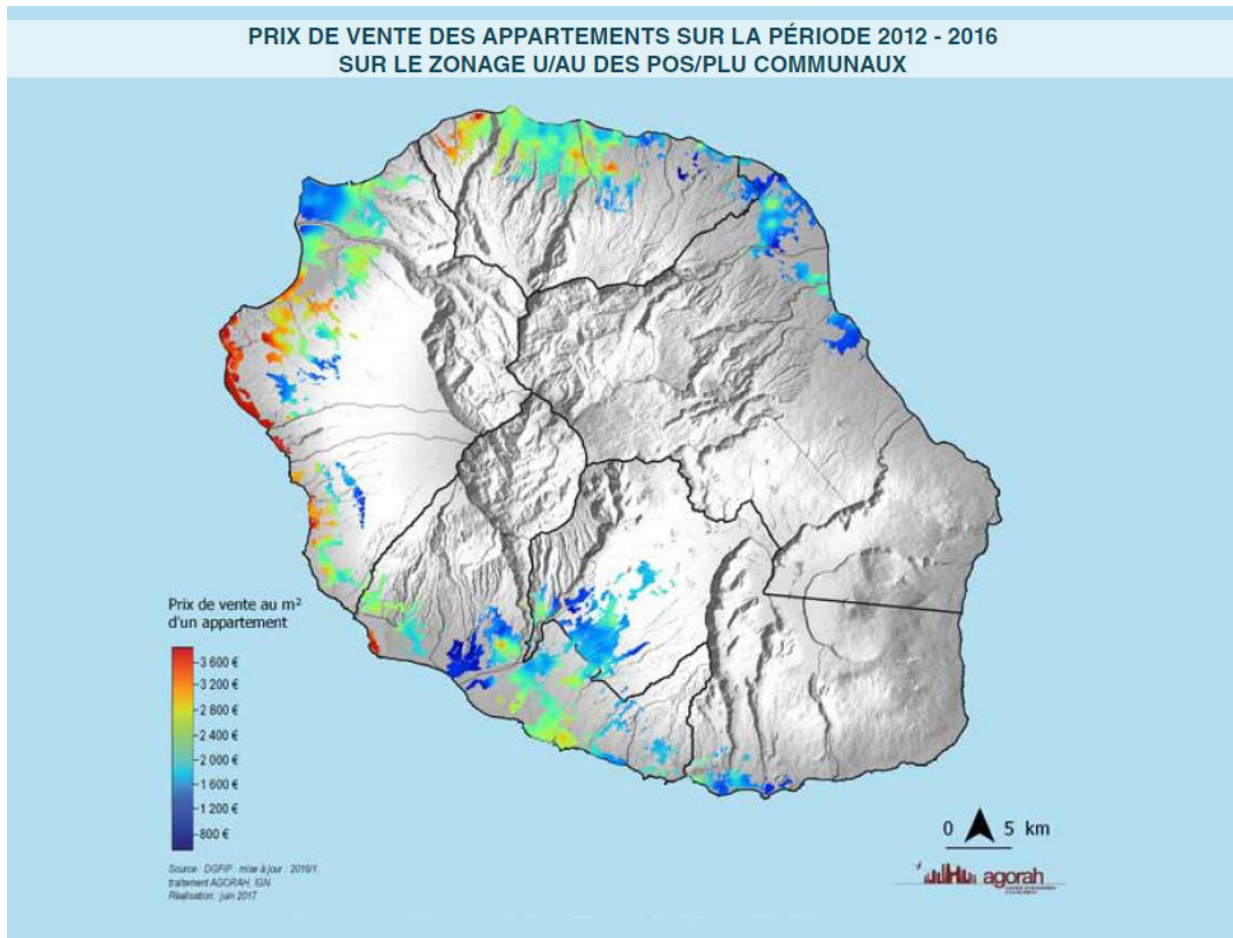 PRIX DE VENTE DES APPARTEMENTS SUR LA PÉRIODE 2012 - 2016
SUR LE ZONAGE U/AU DES POS/PLU COMMUNAUX
Prix de vente au m²
d'un appartement
3 600 €
3 200 €
2 800 €
2 400 €
2 000 €
1 600 €
1 200 €
800 €
0 5 km
Source : DGFIP : mise à jour : 2016/1,
traitement AGORAH, IGN
Réalisation : juin 2017
agorah